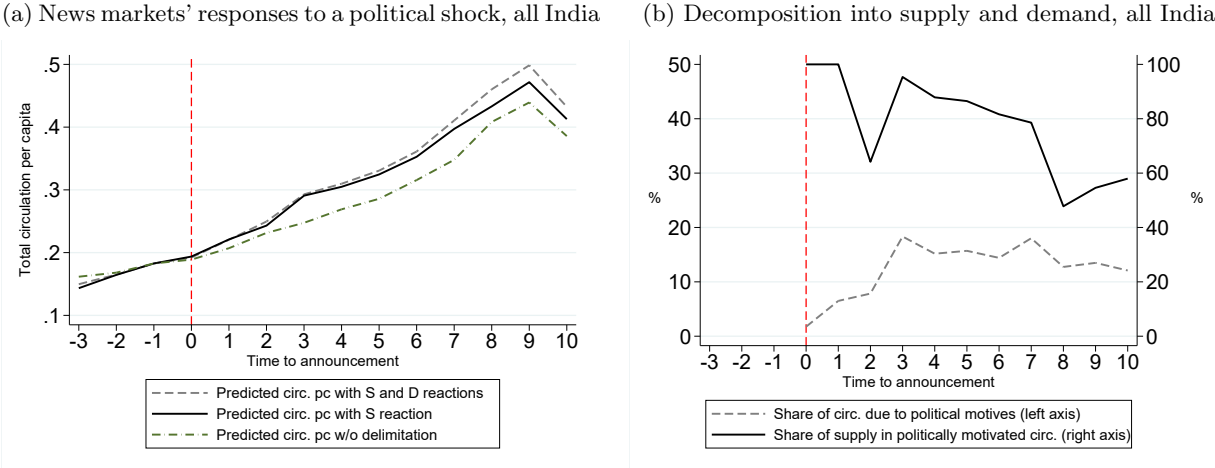 (a) News markets' responses to a political shock, all India
.5
.4
.3
.2
.1
Total circulation per capita
-3 -2 -1 0 1 2 3 4 5 6 7 8 9 10
Time to announcement
Predicted circ. pc with S and D reactions
Predicted circ. pc with S reaction
Predicted circ. pc w/o delimitation
(b) Decomposition into supply and demand, all India
50
40
30
20
10
0
%
100
80
60
40
20
0
%
-3 -2 -1 0 1 2 3 4 5 6 7 8 9 10
Time to announcement
Share of circ. due to political motives (left axis)
Share of supply in politically motivated circ. (right axis)